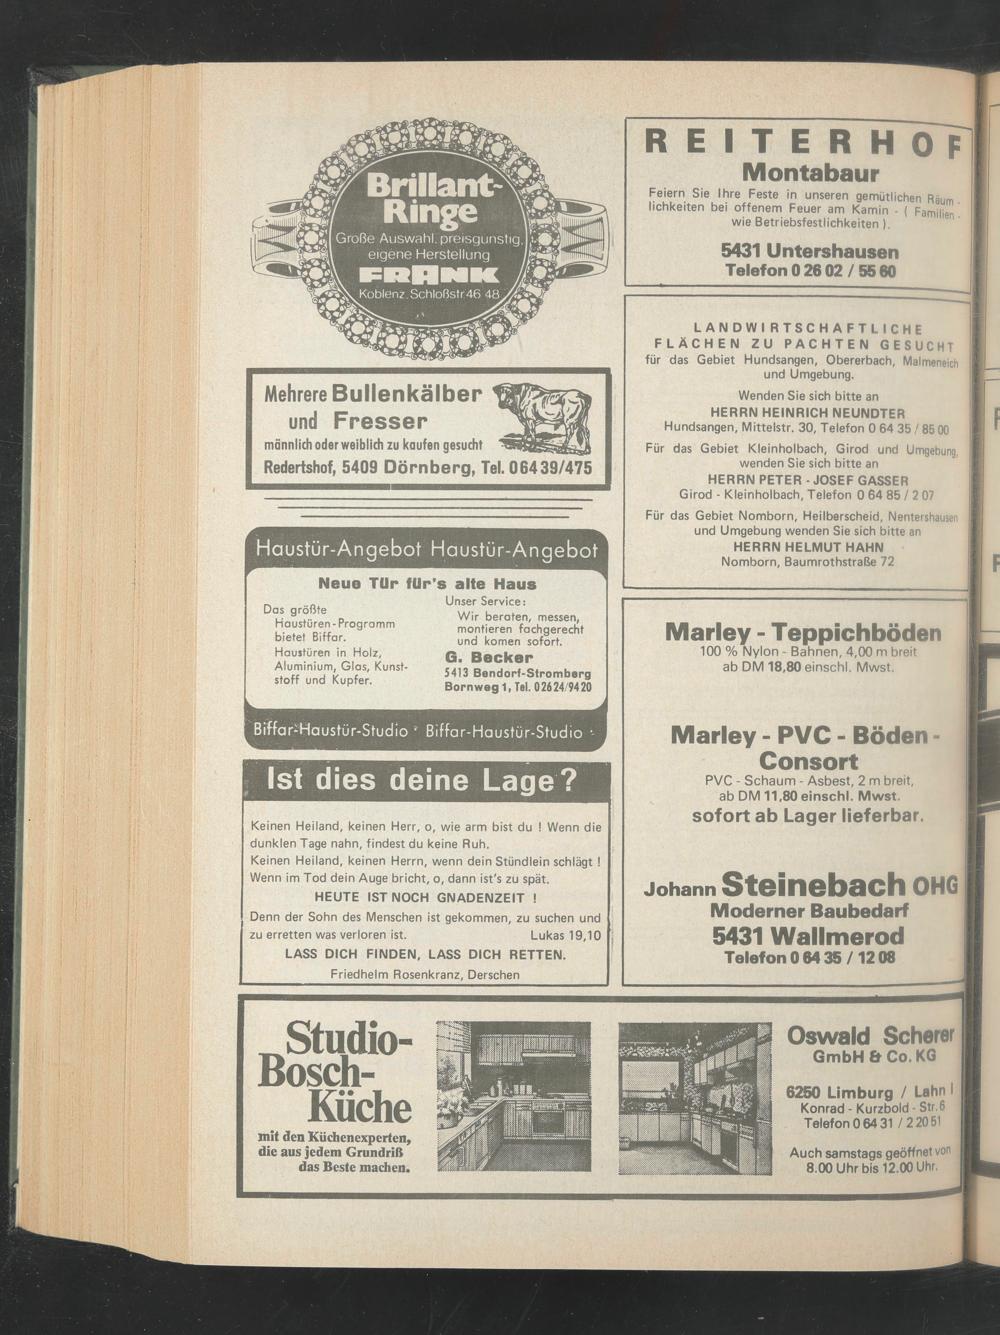 Brillant-
Ringe
Große Auswahl, preisgünstig,
eigene Herstellung
FRANK
Koblenz, Schloßstr. 46 48
Mehrere Bullenkälber
und Fresser
männlich oder weiblich zu kaufen gesucht
Redertshof, 5409 Dörnberg, Tel. 06439/475
Haustür-Angebot Haustür-Angebot
Neue Tür für's alte Haus
Das größte
Haustüren-Programm
bietet Biffar.
Haustüren in Holz,
Aluminium, Glas, Kunst-
stoff und Kupfer.
Unser Service:
Wir beraten, messen,
montieren fachgerecht
und komen sofort.
G. Becker
5413 Bendorf-Stromberg
Bornweg 1, Tel. 02624/9420
Biffar-Haustür-Studio · Biffar-Haustür-Studio ·
Ist dies deine Lage?
Keinen Heiland, keinen Herr, o, wie arm bist du ! Wenn die
dunklen Tage nahn, findest du keine Ruh.
Keinen Heiland, keinen Herrn, wenn dein Stündlein schlägt !
Wenn im Tod dein Auge bricht, o, dann ist's zu spät.
HEUTE IST NOCH GNADENZEIT !
Denn der Sohn des Menschen ist gekommen, zu suchen und
zu erretten was verloren ist. Lukas 19,10
LASS DICH FINDEN, LASS DICH RETTEN.
Friedhelm Rosenkranz, Derschen
REITERHOF
Montabaur
Feiern Sie Ihre Feste in unseren gemütlichen Räum -
lichkeiten bei offenem Feuer am Kamin - ( Familien -
wie Betriebsfestlichkeiten ).
5431 Untershausen
Telefon 0 26 02 / 55 60
LANDWIRTSCHAFTLICHE
FLÄCHEN ZU PACHTEN GESUCHT
für das Gebiet Hundsangen, Obererbach, Malmeneich
und Umgebung.
Wenden Sie sich bitte an
HERRN HEINRICH NEUNDTER
Hundsangen, Mittelstr. 30, Telefon 0 64 35 / 85 00
Für das Gebiet Kleinholbach, Girod und Umgebung,
wenden Sie sich bitte an
HERRN PETER - JOSEF GASSER
Girod - Kleinholbach, Telefon 0 64 85 / 2 07
Für das Gebiet Nomborn, Heilberscheid, Nentershausen
und Umgebung wenden Sie sich bitte an
HERRN HELMUT HAHN
Nomborn, Baumrothstraße 72
Marley - Teppichböden
100 % Nylon - Bahnen, 4,00 m breit
ab DM 18,80 einschl. Mwst.
Marley - PVC - Böden -
Consort
PVC - Schaum - Asbest, 2 m breit,
ab DM 11,80 einschl. Mwst.
sofort ab Lager lieferbar.
Johann Steinebach OHG
Moderner Baubedarf
5431 Wallmerod
Telefon 0 64 35 / 12 08
Studio-
Bosch-
Küche
mit den Küchenexperten,
die aus jedem Grundriß
das Beste machen.
Oswald Scherer
GmbH & Co. KG
6250 Limburg / Lahn 1
Konrad - Kurzbold - Str. 6
Telefon 0 64 31 / 2 20 51
Auch samstags geöffnet von
8.00 Uhr bis 12.00 Uhr.